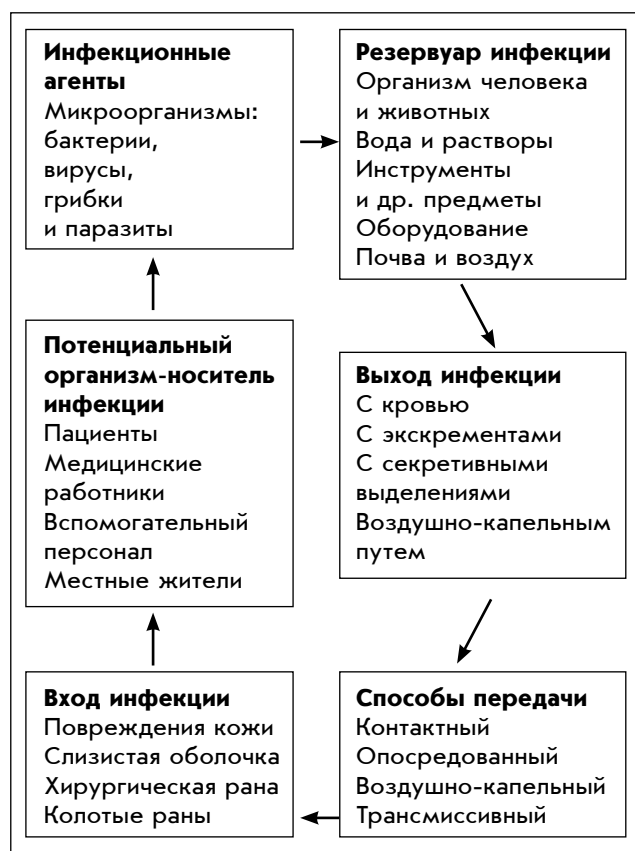 Инфекционные
агенты
Микроорганизмы:
бактерии,
вирусы,
грибки
и паразиты
Резервуар инфекции
Организм человека
и животных
Вода и растворы
Инструменты
и др. предметы
Оборудование
Почва и воздух
Выход инфекции
С кровью
С экскрементами
С секретивными
выделениями
Воздушно-капельным
путем
Способы передачи
Контактный
Опосредованный
Воздушно-капельный
Трансмиссивный
Вход инфекции
Повреждения кожи
Слизистая оболочка
Хирургическая рана
Колотые раны
Потенциальный
организм-носитель
инфекции
Пациенты
Медицинские
работники
Вспомогательный
персонал
Местные жители